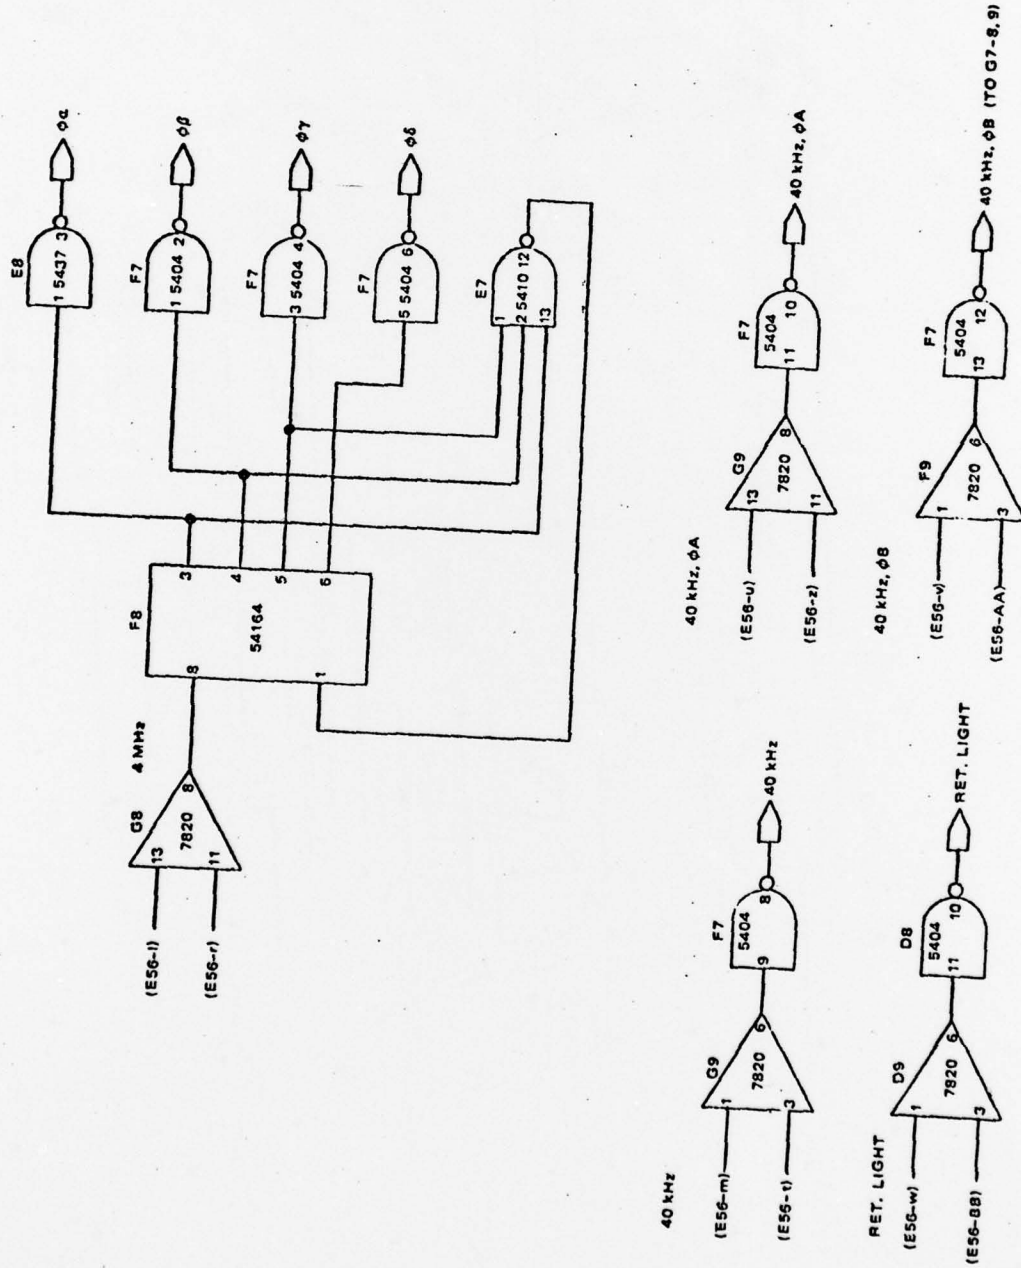 G8
4 MHz
(E56-l)
(E56-r)
13
11
7820
8
F8
8
1
54164
3
4
5
6
E8
1 5437 3
ϕα
F7
1 5404 2
ϕβ
F7
3 5404 4
ϕγ
F7
5 5404 6
ϕδ
E7
1
2 5410 12
13
40 kHz
(E56-m)
(E56-t)
G9
1
3
7820
6
F7
5404
9
8
40 kHz
40 kHz, ϕA
(E56-u)
(E56-z)
G9
13
11
7820
8
F7
5404
11
10
40 kHz, ϕA
RET. LIGHT
(E56-w)
(E56-BB)
D9
1
3
7820
6
D8
5404
11
10
RET. LIGHT
40 kHz, ϕB
(E56-v)
(E56-AA)
F9
1
3
7820
6
F7
5404
13
12
40 kHz, ϕB (TO G7-8, 9)